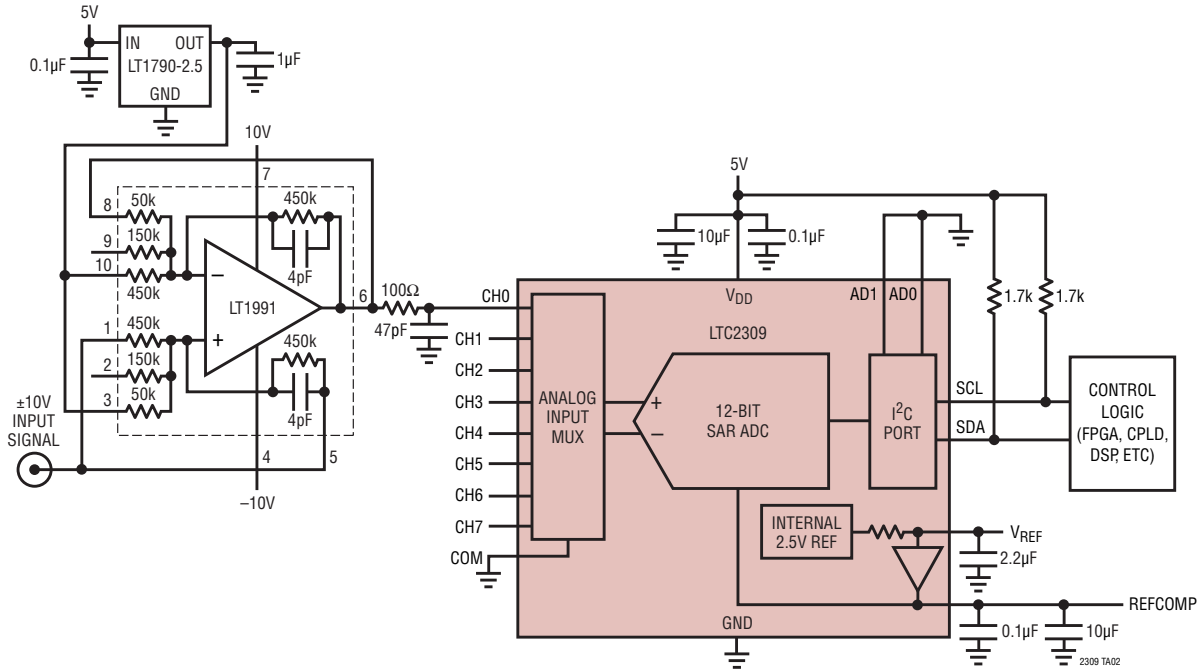 5V
IN
OUT
LT1790-2.5
GND
0.1µF
1µF
10V
7
8
50k
9
150k
10
450k
450k
4pF
–
+
LT1991
6
100Ω
47pF
1
450k
2
150k
3
50k
450k
4pF
4
5
–10V
±10V
INPUT
SIGNAL
5V
10µF
0.1µF
1.7k
1.7k
VDD
AD1
AD0
LTC2309
CH0
CH1
CH2
CH3
CH4
CH5
CH6
CH7
COM
ANALOG
INPUT
MUX
+
–
12-BIT
SAR ADC
I2C
PORT
SCL
SDA
CONTROL
LOGIC
(FPGA, CPLD,
DSP, ETC)
INTERNAL
2.5V REF
VREF
2.2µF
REFCOMP
GND
0.1µF
10µF
2309 TA02